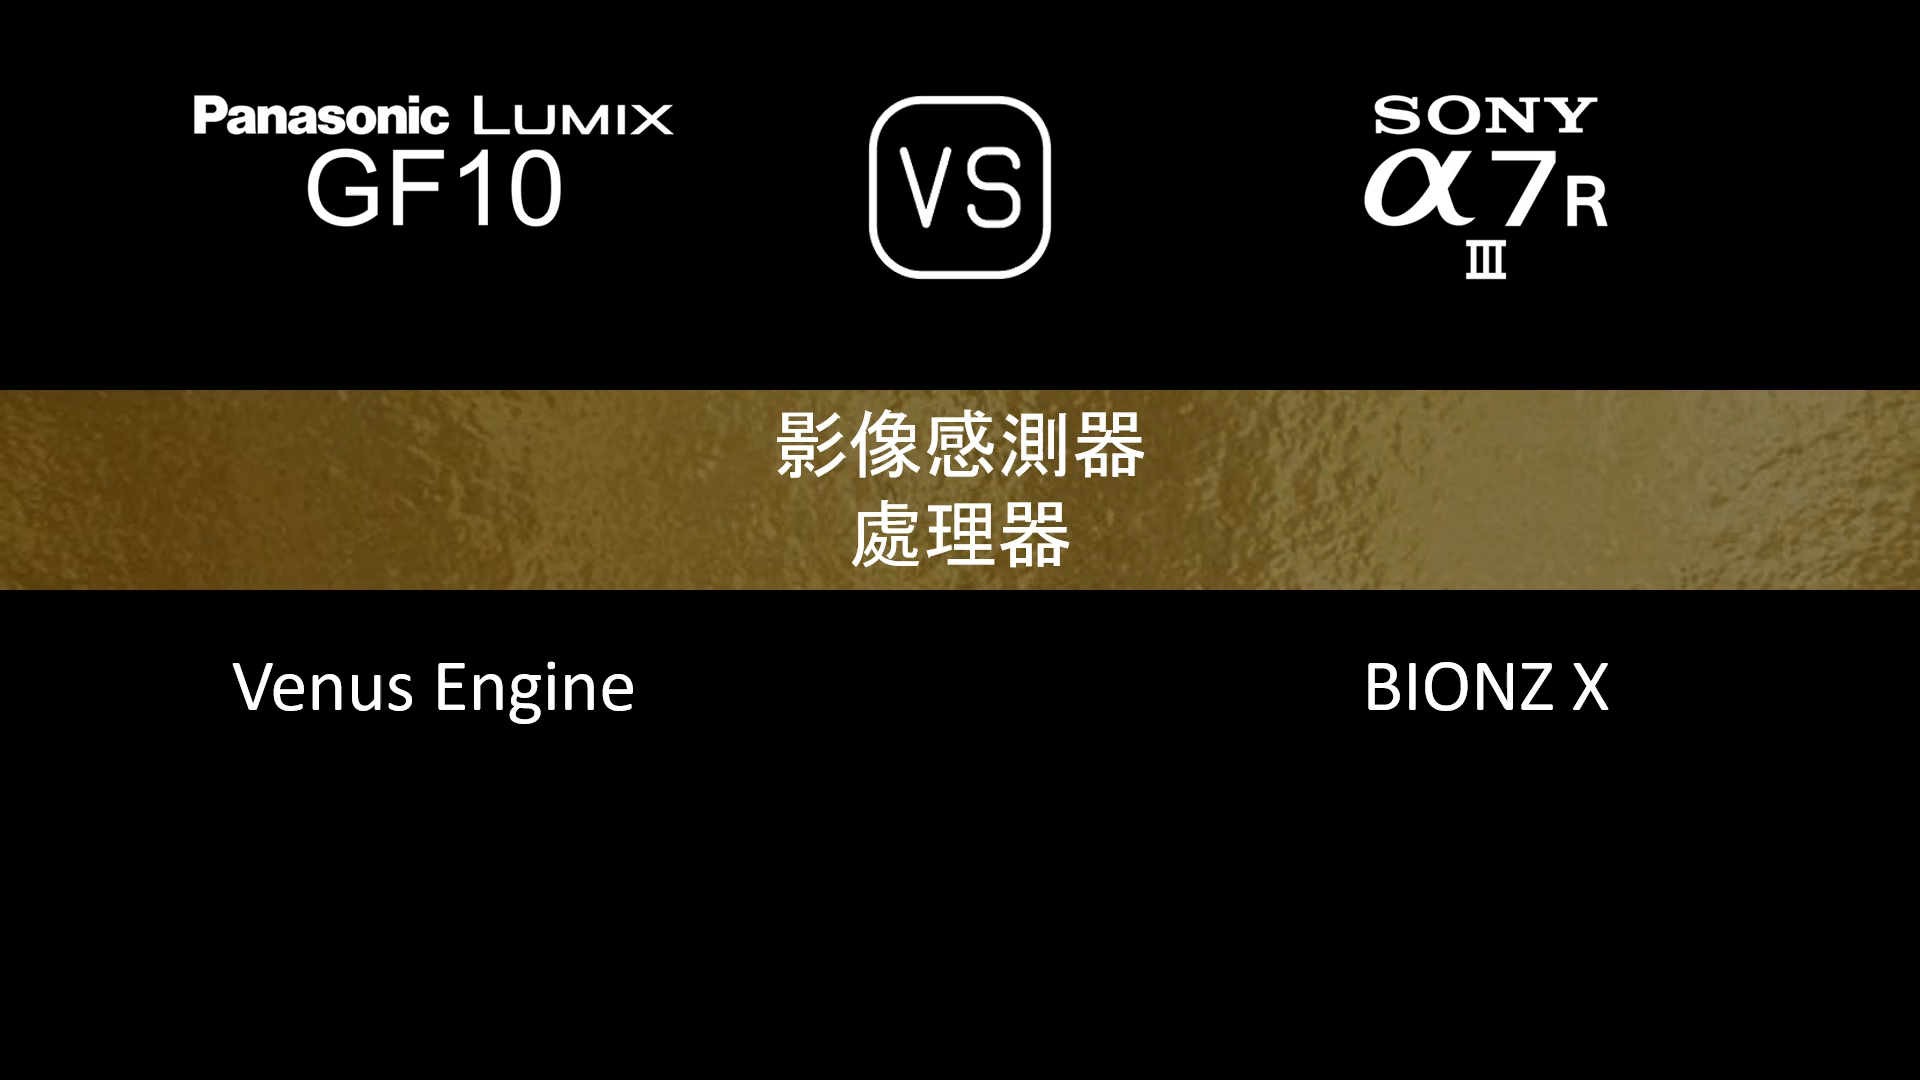 Panasonic LUMIX
GF10
VS
SONY
α7R
III
影像感測器
處理器
Venus Engine
BIONZ X